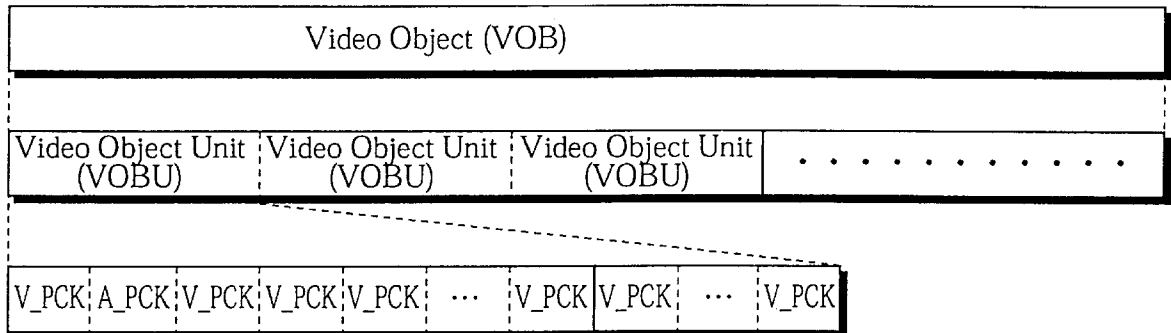 Video Object (VOB)
Video Object Unit (VOBU) Video Object Unit (VOBU) Video Object Unit (VOBU) . . . . . . . . . . .
V_PCK A_PCK V_PCK V_PCK V_PCK ... V_PCK V_PCK ... V_PCK